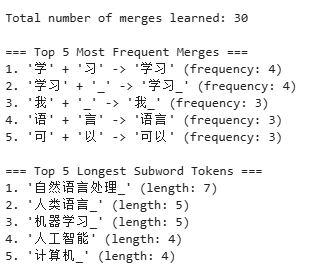 Total number of merges learned: 30
=== Top 5 Most Frequent Merges ===
1. '学' + '习' -> '学习' (frequency: 4)
2. '学习' + '_' -> '学习_' (frequency: 4)
3. '我' + '_' -> '我_' (frequency: 3)
4. '语' + '言' -> '语言' (frequency: 3)
5. '可' + '以' -> '可以' (frequency: 3)
=== Top 5 Longest Subword Tokens ===
1. '自然语言处理_' (length: 7)
2. '人类语言_' (length: 5)
3. '机器学习_' (length: 5)
4. '人工智能' (length: 4)
5. '计算机_' (length: 4)